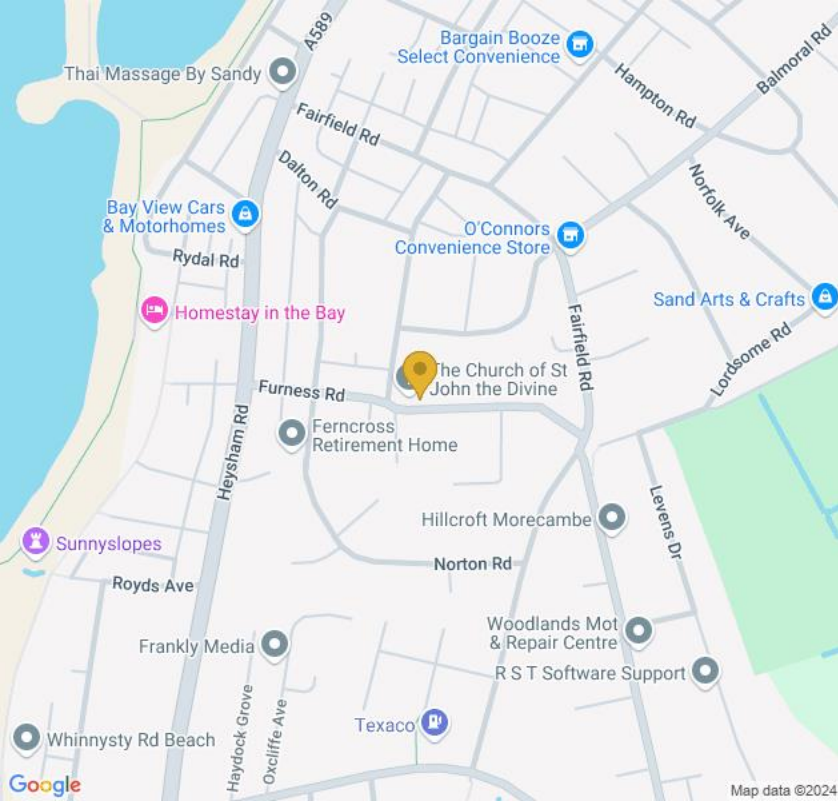 A589
Bargain Booze
Select Convenience
Balmoral Rd
Thai Massage By Sandy
Hampton Rd
Fairfield Rd
Dalton Rd
Norfolk Ave
Bay View Cars
& Motorhomes
O'Connors
Convenience Store
Rydal Rd
Sand Arts & Crafts
Homestay in the Bay
Fairfield Rd
Lordsome Rd
The Church of St
John the Divine
Furness Rd
Ferncross
Retirement Home
Heysham Rd
Hillcroft Morecambe
Levens Dr
Sunnyslopes
Norton Rd
Royds Ave
Woodlands Mot
& Repair Centre
Frankly Media
R S T Software Support
Haydock Grove
Oxcliffe Ave
Texaco
Whinnysty Rd Beach
Google
Map data ©2024